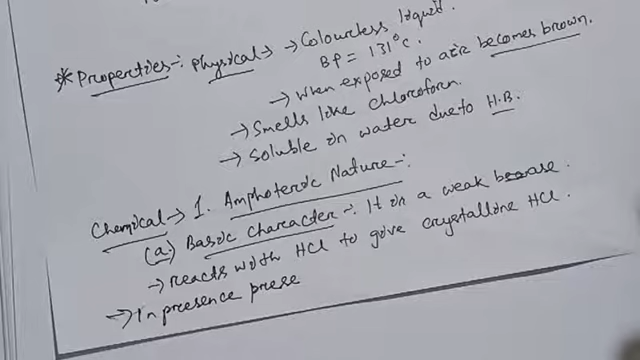 * Properties:- Physical → → Colourless liquid.
BP = 131°C.
→ When exposed to air becomes brown.
→ Smells like chloroform.
→ Soluble in water due to H.B.
Chemical → 1. Amphoteric Nature:-
(a) Basic Character:- It is a weak base.
→ reacts with HCl to give crystalline HCl.
→ In presence prese